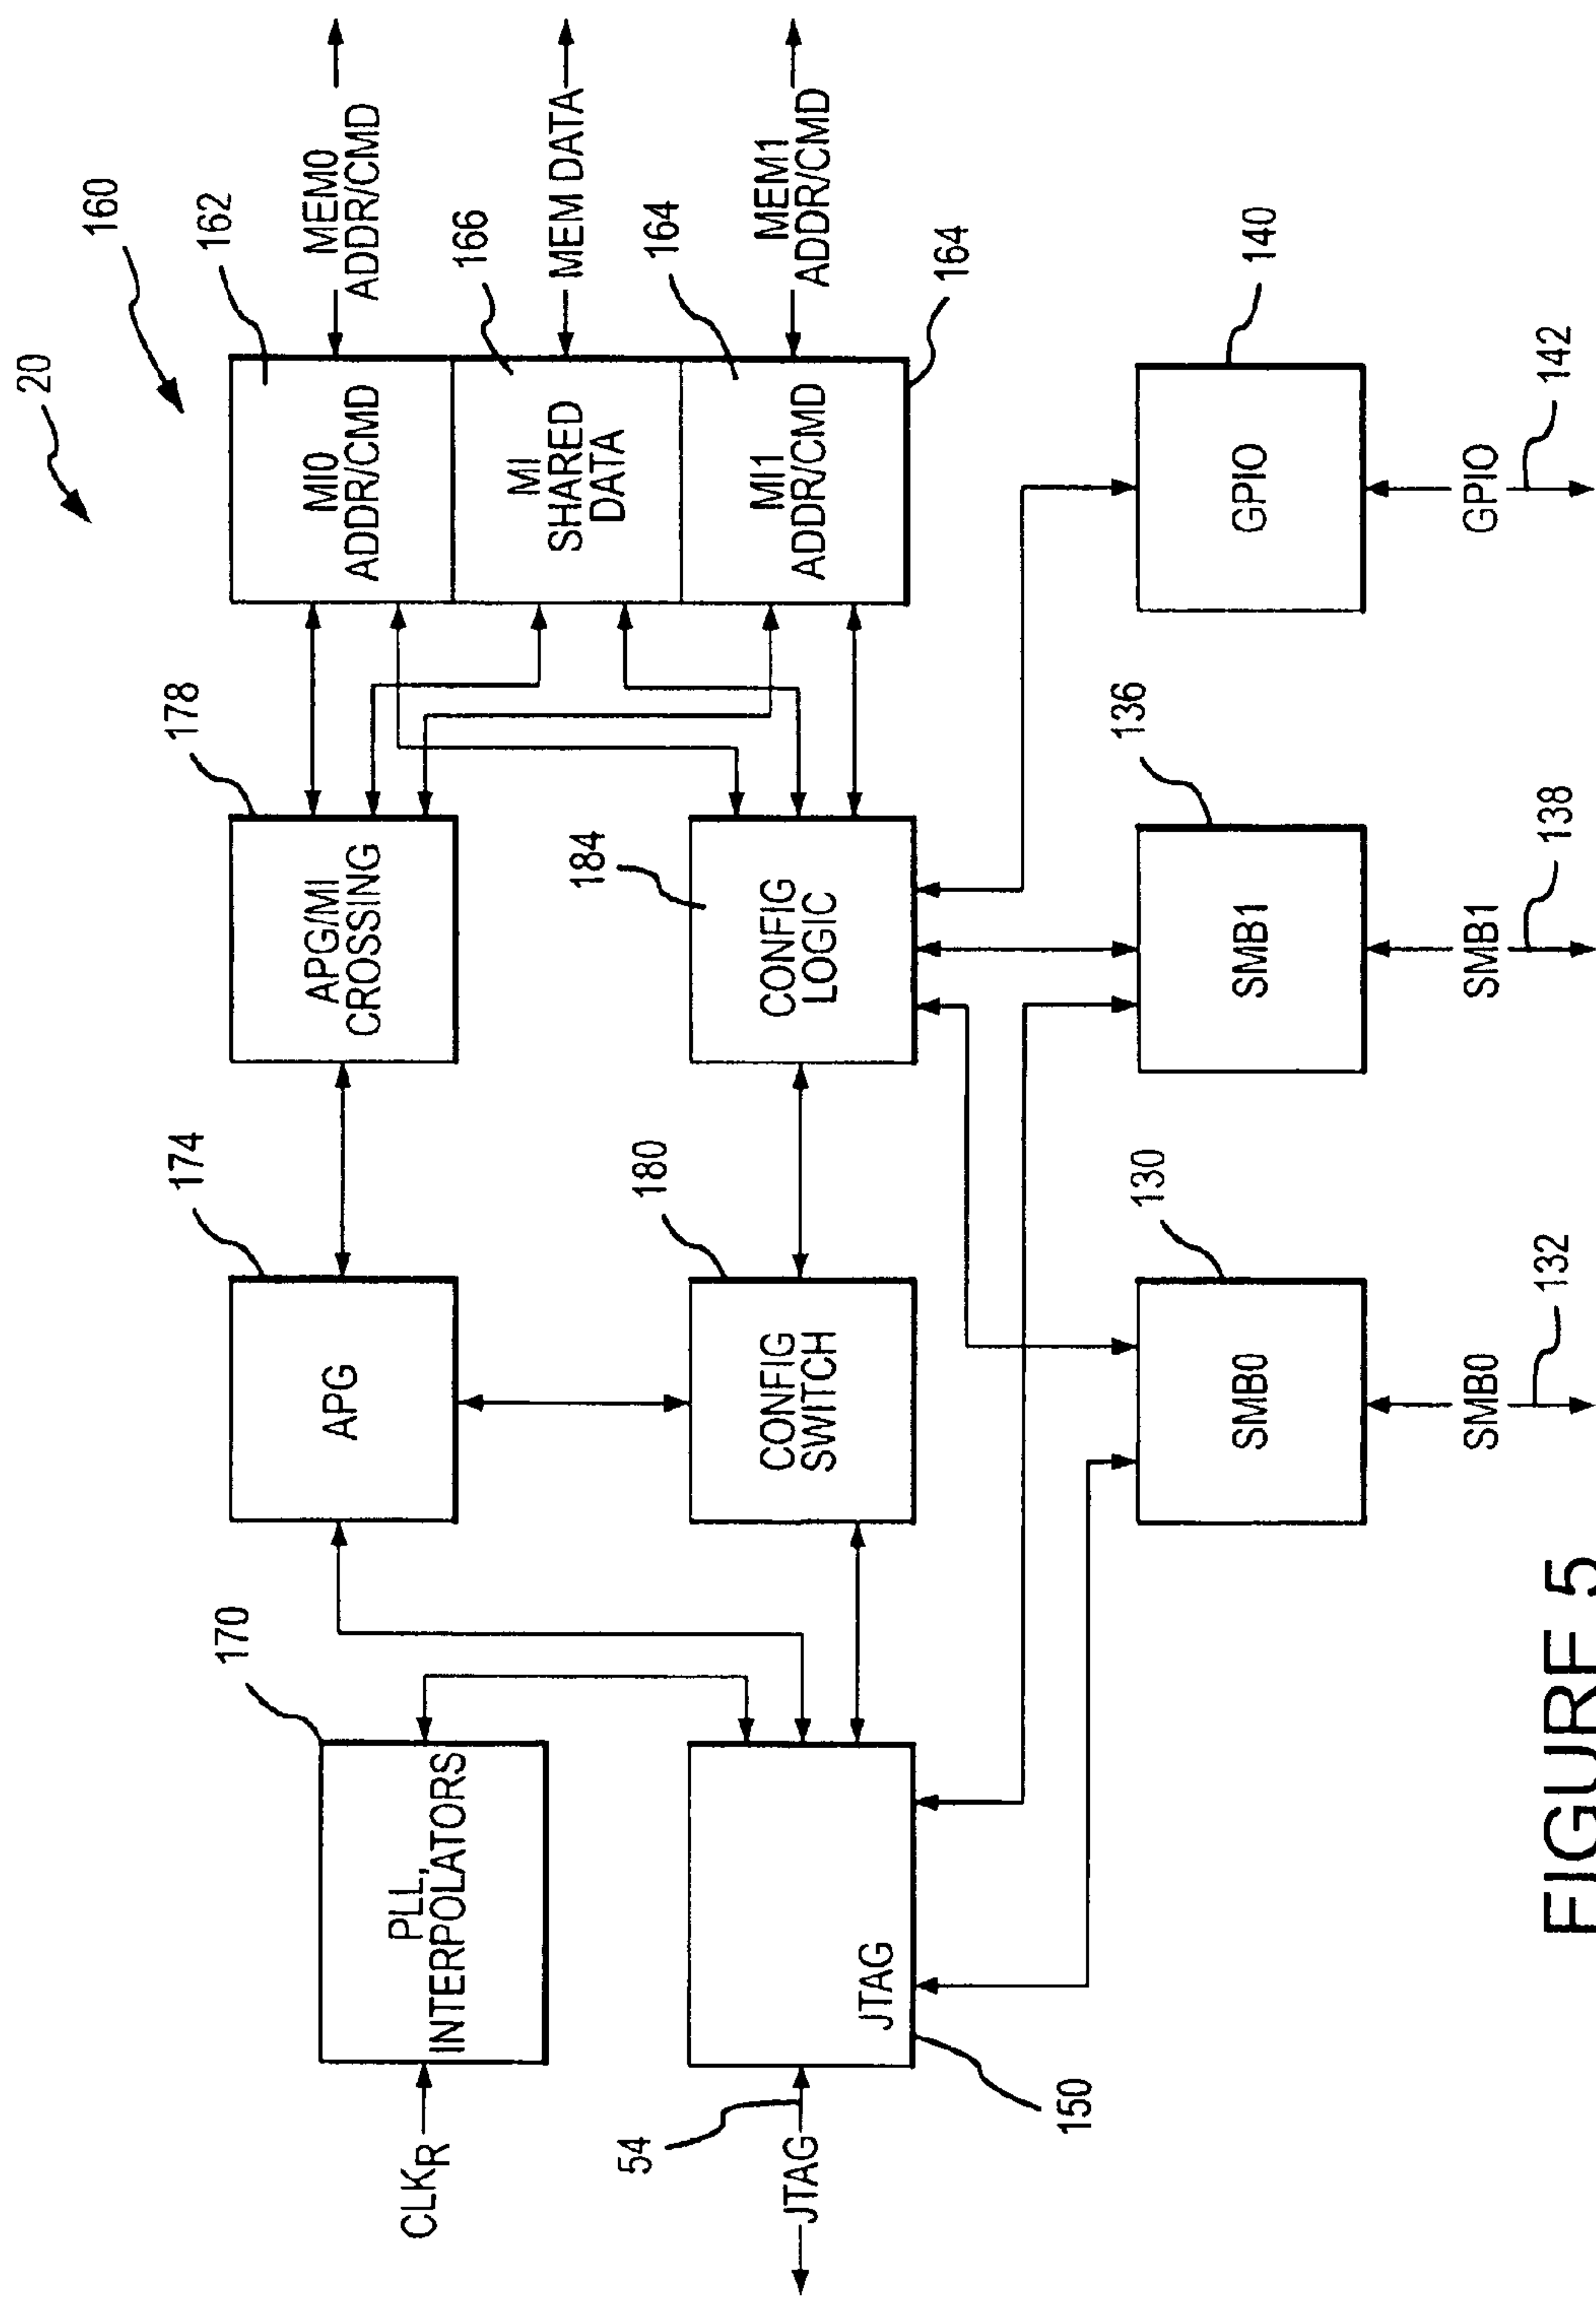 20
160
162
MEM0
ADDR/CMD
MI0
ADDR/CMD
166
MEM DATA
MI
SHARED
DATA
164
MEM1
ADDR/CMD
MI1
ADDR/CMD
164
178
APG/MI
CROSSING
174
APG
170
PLL,
INTERPOLATORS
CLKR
184
CONFIG
LOGIC
180
CONFIG
SWITCH
54
JTAG
JTAG
150
140
GPIO
GPIO
142
136
SMB1
SMB1
138
130
SMB0
SMB0
132
FIGURE 5